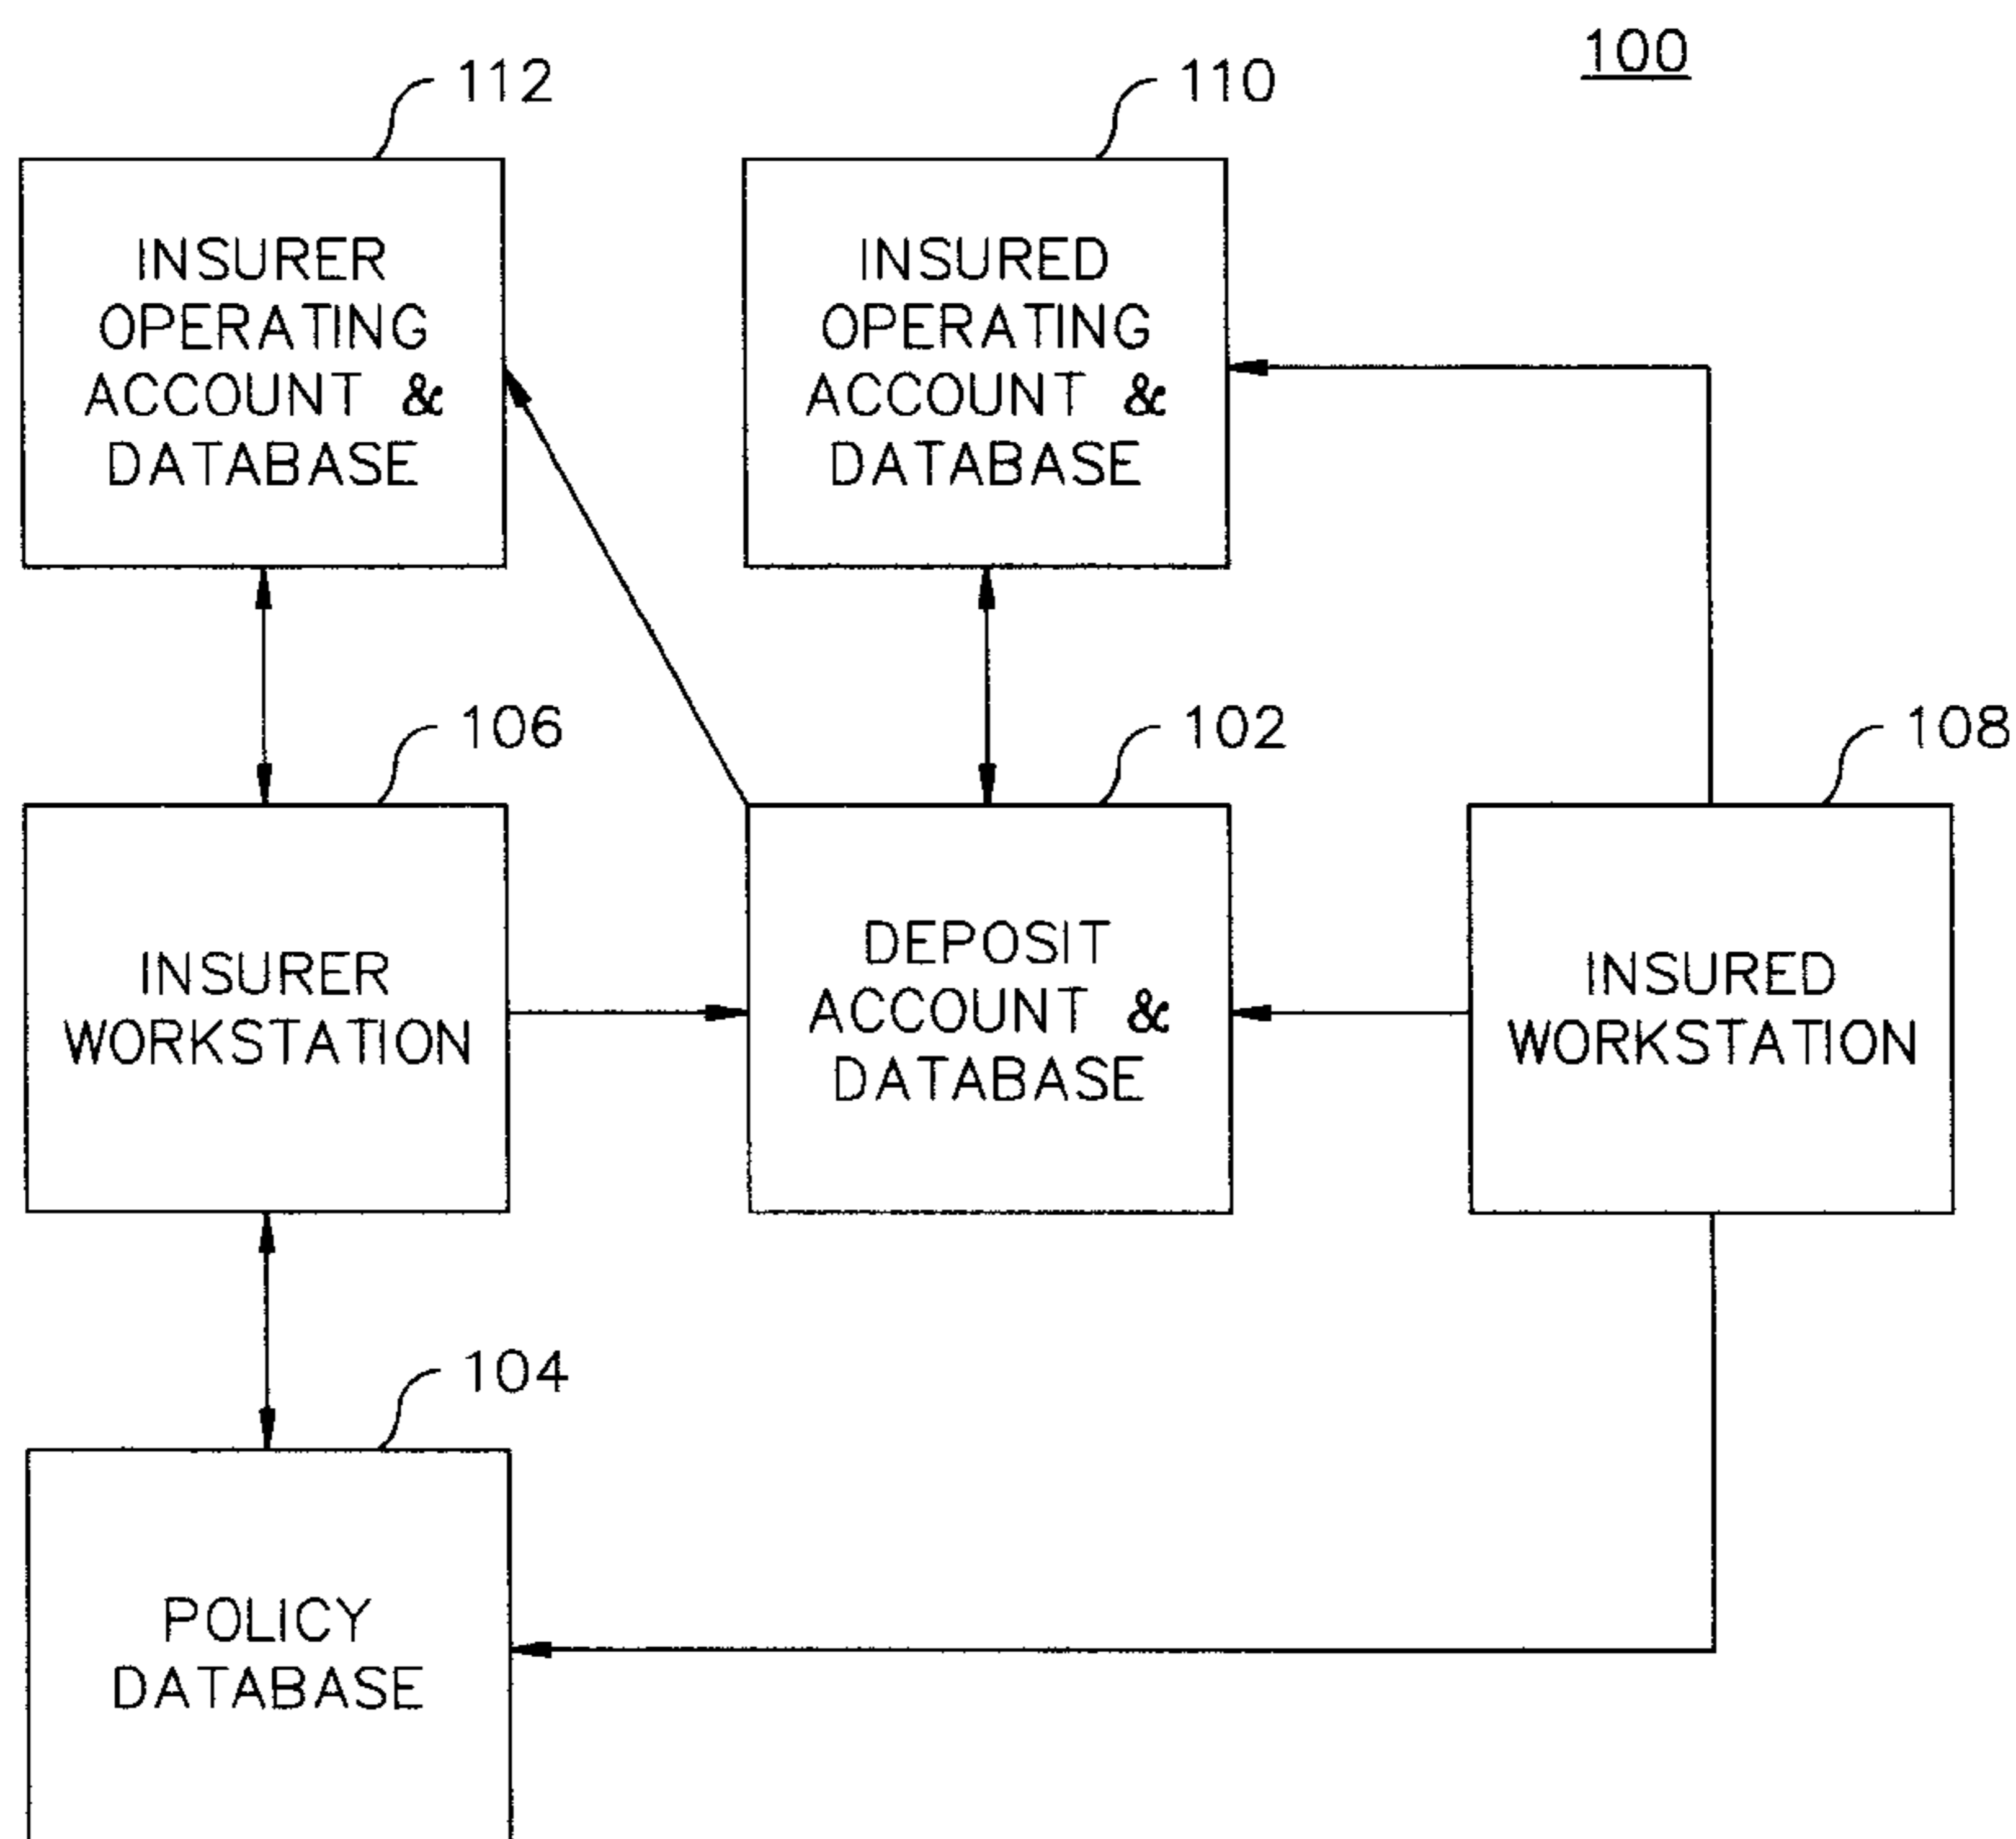 100
112
110
INSURER
OPERATING
ACCOUNT &
DATABASE
INSURED
OPERATING
ACCOUNT &
DATABASE
106
102
108
INSURER
WORKSTATION
DEPOSIT
ACCOUNT &
DATABASE
INSURED
WORKSTATION
104
POLICY
DATABASE